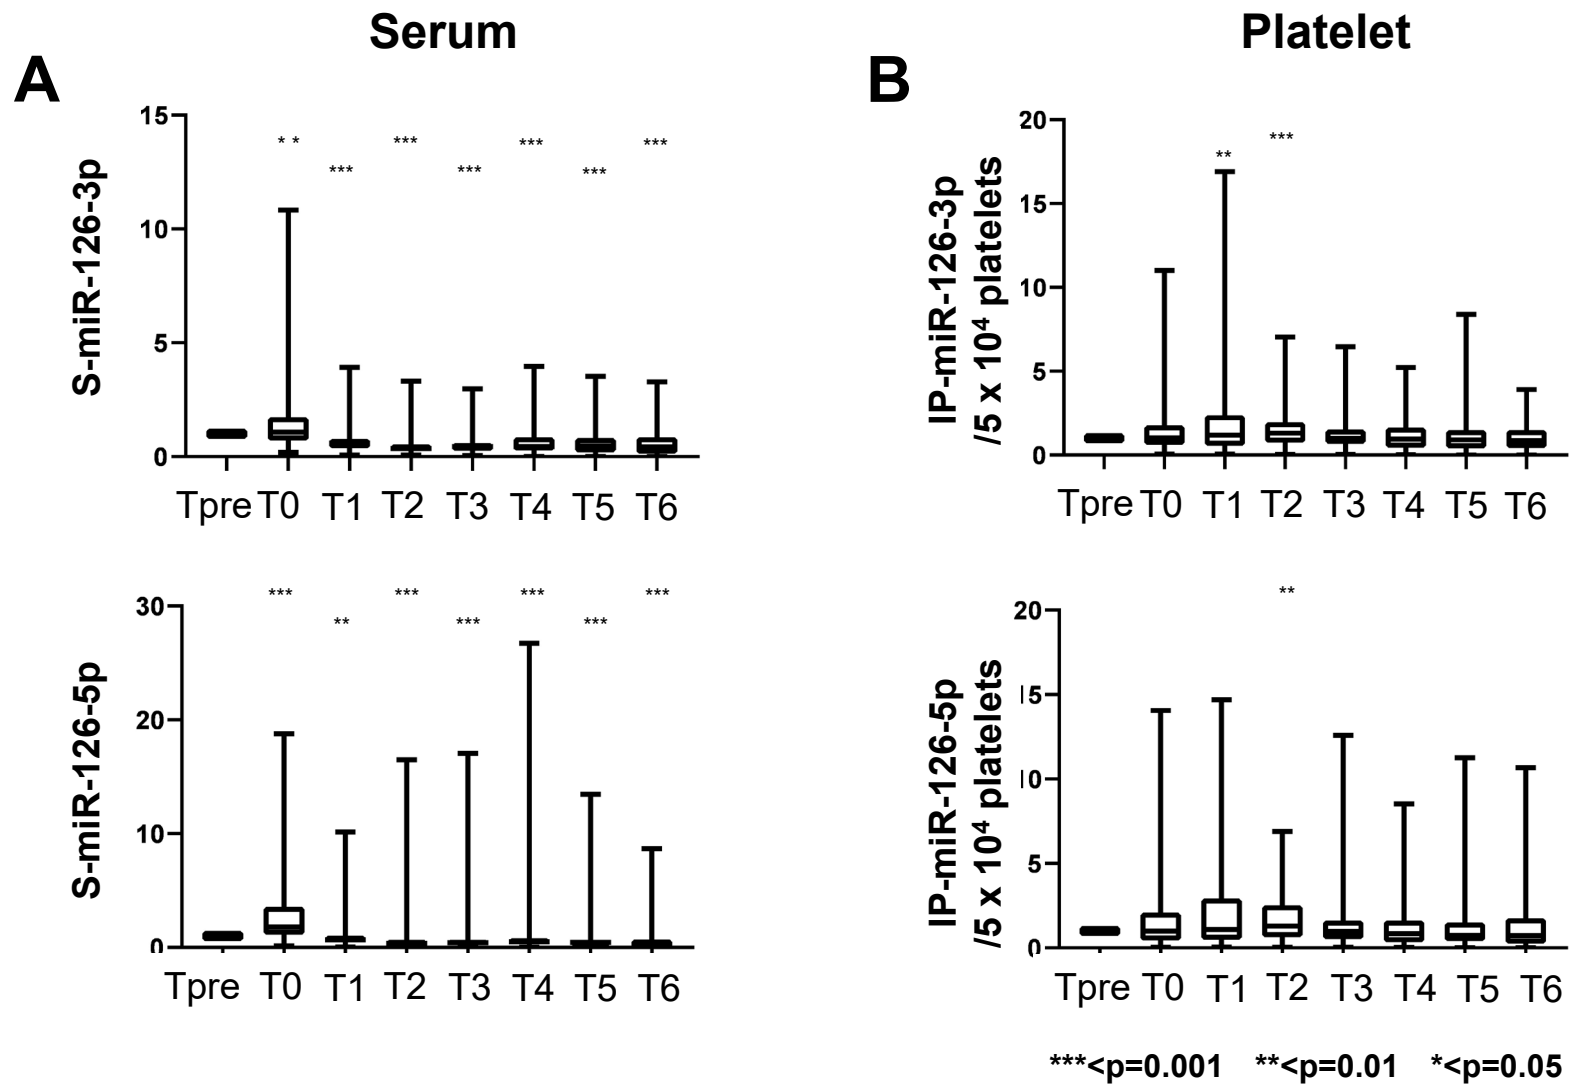 Serum
Platelet
A
B
S-miR-126-3p
15
10
5
0
** *** *** *** *** *** ***
Tpre T0 T1 T2 T3 T4 T5 T6
IP-miR-126-3p
/5 x 10⁴ platelets
20
15
10
5
0
** ***
Tpre T0 T1 T2 T3 T4 T5 T6
S-miR-126-5p
30
20
10
0
*** ** *** *** *** *** ***
Tpre T0 T1 T2 T3 T4 T5 T6
IP-miR-126-5p
/5 x 10⁴ platelets
20
15
10
5
0
**
Tpre T0 T1 T2 T3 T4 T5 T6
***<p=0.001 **<p=0.01 *<p=0.05